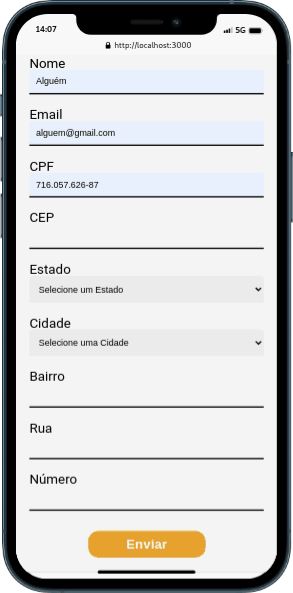 14:07
5G
http://localhost:3000
Nome
Alguém
Email
alguem@gmail.com
CPF
716.057.626-87
CEP
Estado
Selecione um Estado
Cidade
Selecione uma Cidade
Bairro
Rua
Número
Enviar